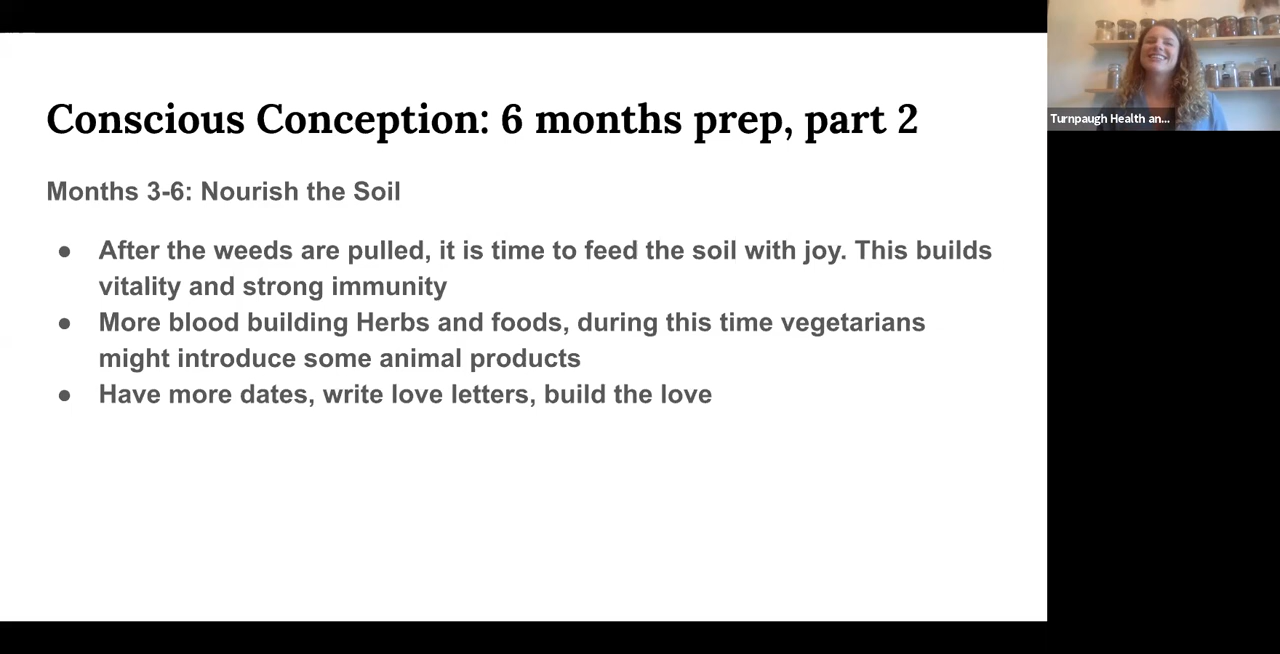 Conscious Conception: 6 months prep, part 2
Months 3-6: Nourish the Soil
● After the weeds are pulled, it is time to feed the soil with joy. This builds
vitality and strong immunity
● More blood building Herbs and foods, during this time vegetarians
might introduce some animal products
● Have more dates, write love letters, build the love
Turnpaugh Health an...